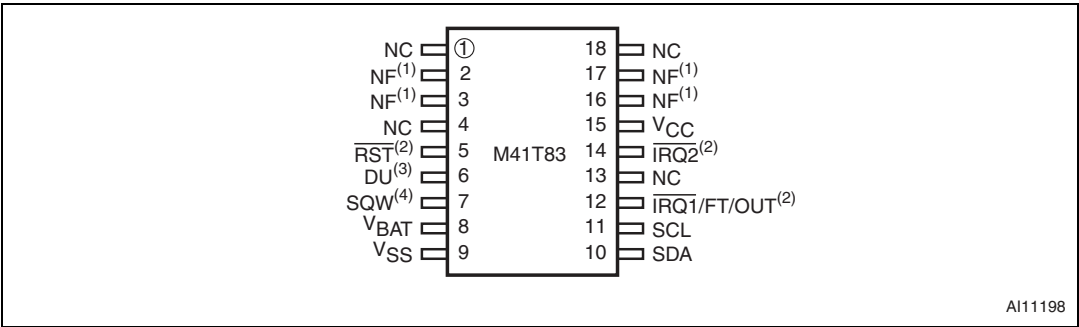 NC ① 18 NC
NF(1) 2 17 NF(1)
NF(1) 3 16 NF(1)
NC 4 15 VCC
RST(2) 5 M41T83 14 IRQ2(2)
DU(3) 6 13 NC
SQW(4) 7 12 IRQ1/FT/OUT(2)
VBAT 8 11 SCL
VSS 9 10 SDA
AI11198